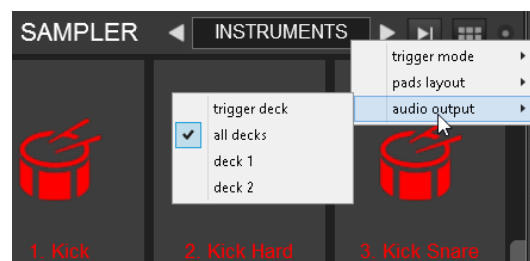 SAMPLER
INSTRUMENTS
trigger mode
pads layout
audio output
trigger deck
all decks
deck 1
deck 2
1. Kick
2. Kick Hard
3. Kick Snare